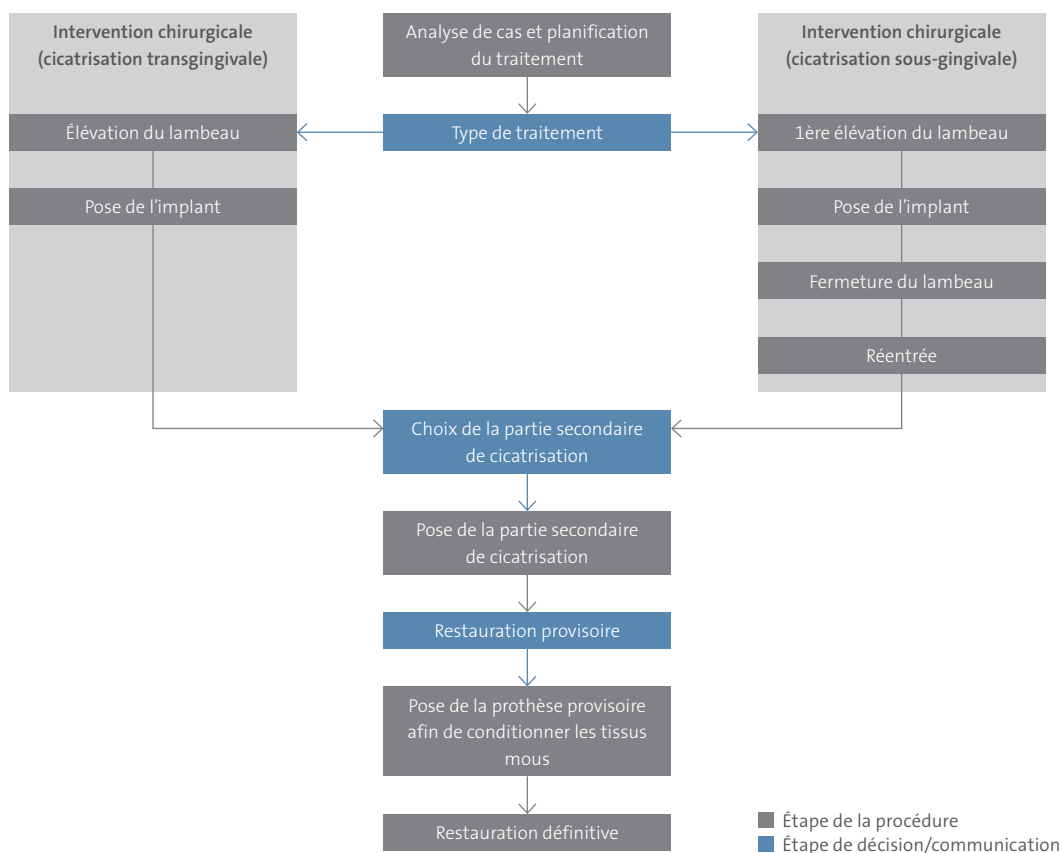 Intervention chirurgicale
(cicatrisation transgingivale)
Analyse de cas et planification
du traitement
Intervention chirurgicale
(cicatrisation sous-gingivale)
Élévation du lambeau
Type de traitement
1ère élévation du lambeau
Pose de l’implant
Pose de l’implant
Fermeture du lambeau
Réentrée
Choix de la partie secondaire
de cicatrisation
Pose de la partie secondaire
de cicatrisation
Restauration provisoire
Pose de la prothèse provisoire
afin de conditionner les tissus
mous
Restauration définitive
Étape de la procédure
Étape de décision/communication